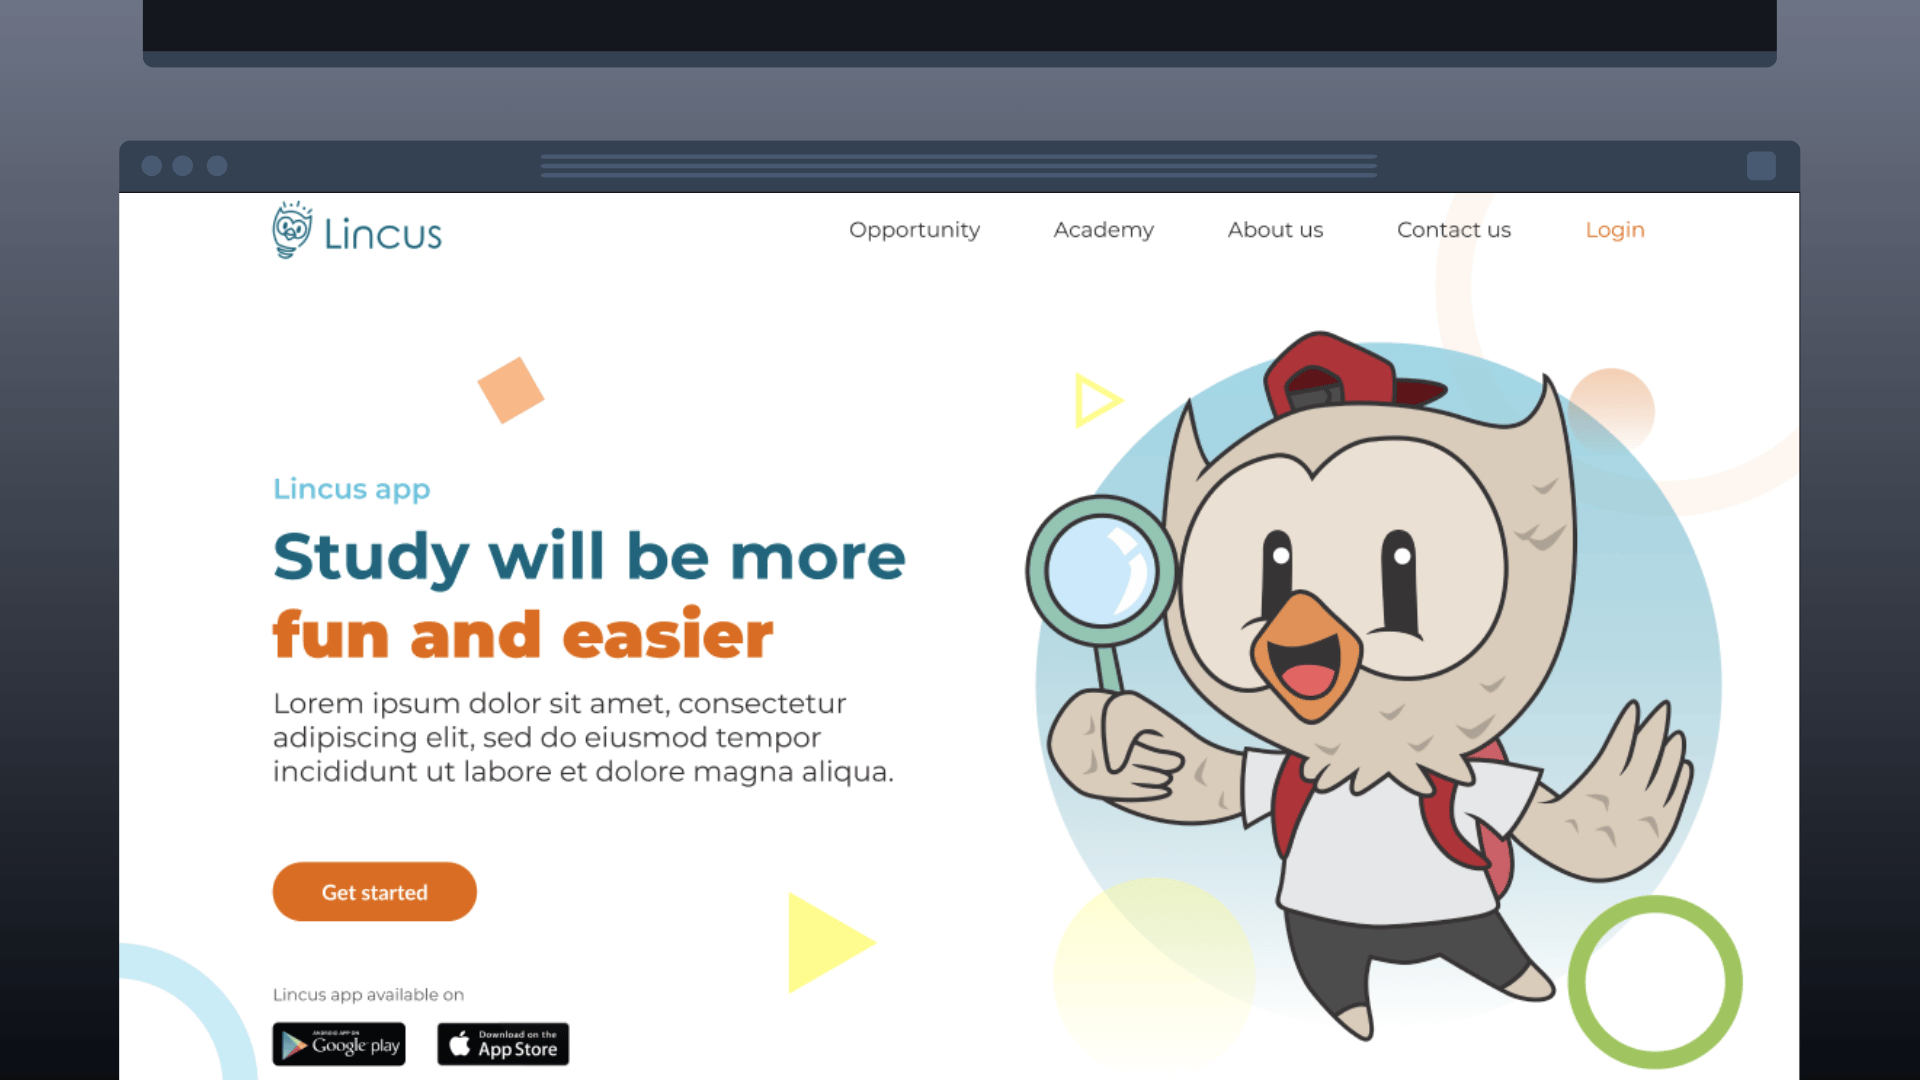 Lincus
Opportunity
Academy
About us
Contact us
Login
Lincus app
Study will be more
fun and easier
Lorem ipsum dolor sit amet, consectetur
adipiscing elit, sed do eiusmod tempor
incididunt ut labore et dolore magna aliqua.
Get started
Lincus app available on
ANDROID APP ON
Google play
Download on the
App Store